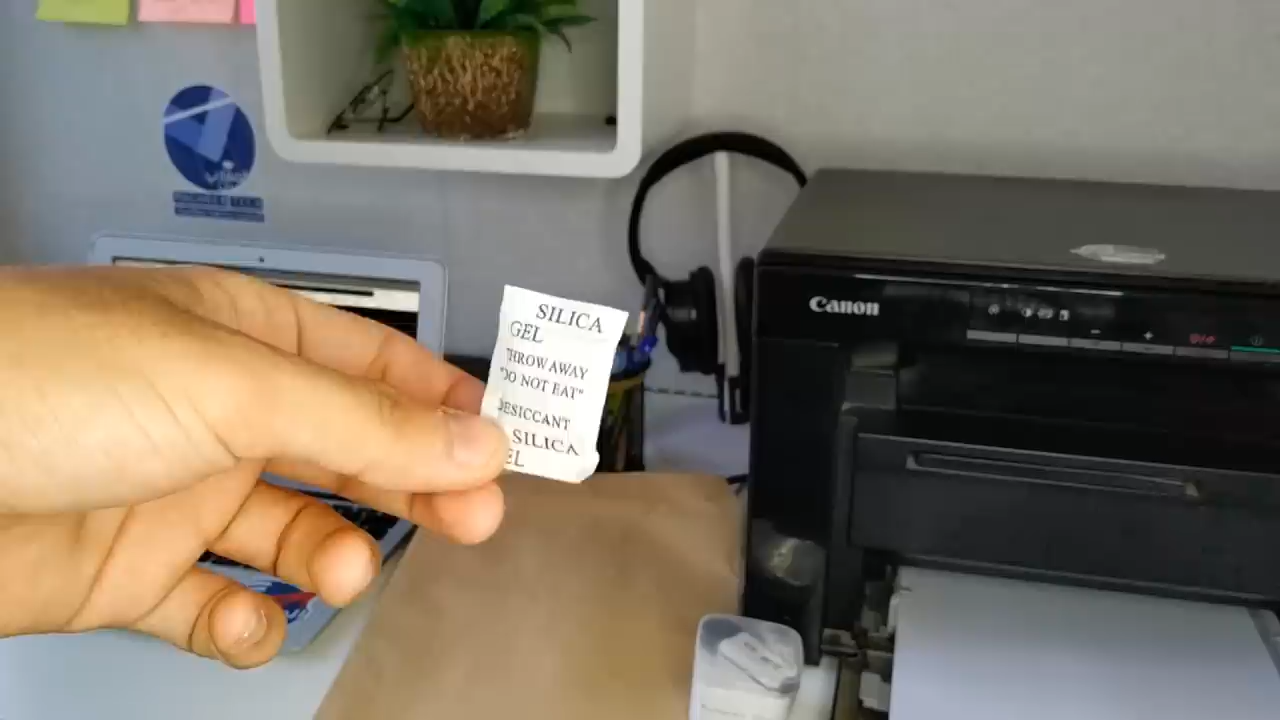 SILICA
GEL
THROW AWAY
"DO NOT EAT"
DESICCANT
SILICA
GEL
Canon